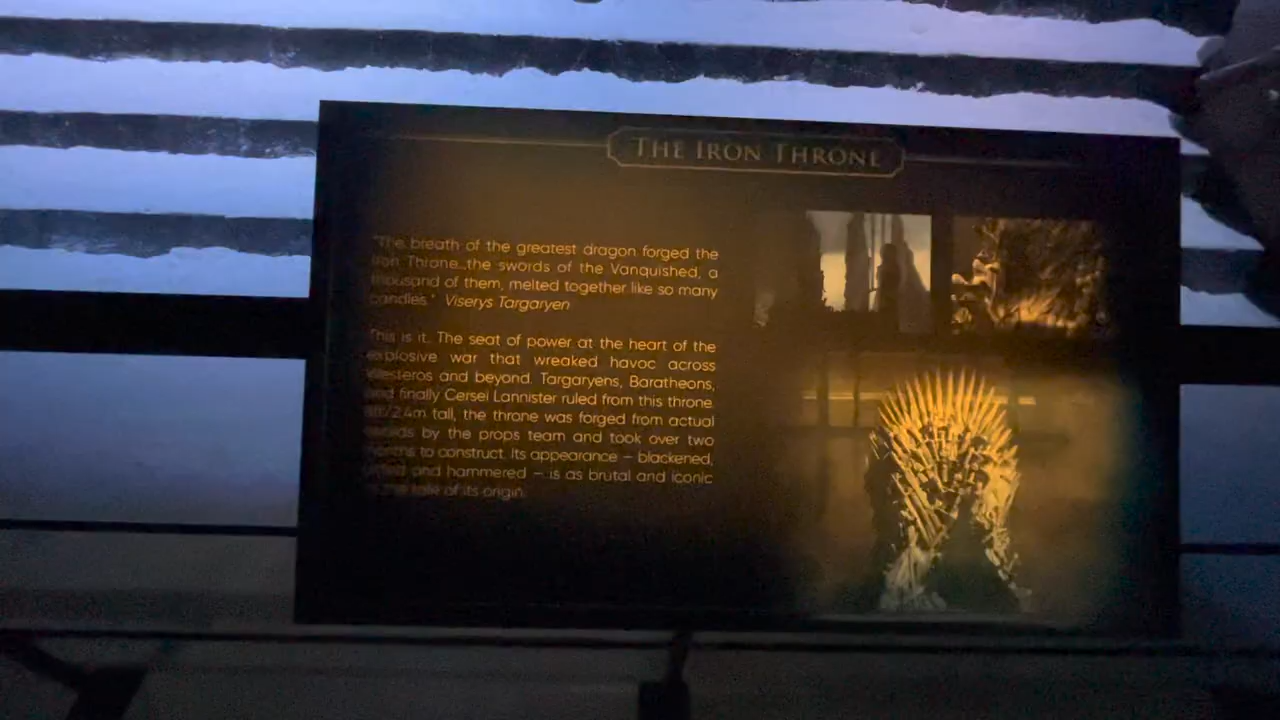 THE IRON THRONE
"The breath of the greatest dragon forged the
Iron Throne...the swords of the Vanquished, a
thousand of them, melted together like so many
candles." Viserys Targaryen
This is it. The seat of power at the heart of the
explosive war that wreaked havoc across
Westeros and beyond. Targaryens, Baratheons,
and finally Cersei Lannister ruled from this throne.
tall, the throne was forged from actual
swords by the props team and took over two
months to construct. Its appearance – blackened,
and hammered – is as brutal and iconic
as the tale of its origin.